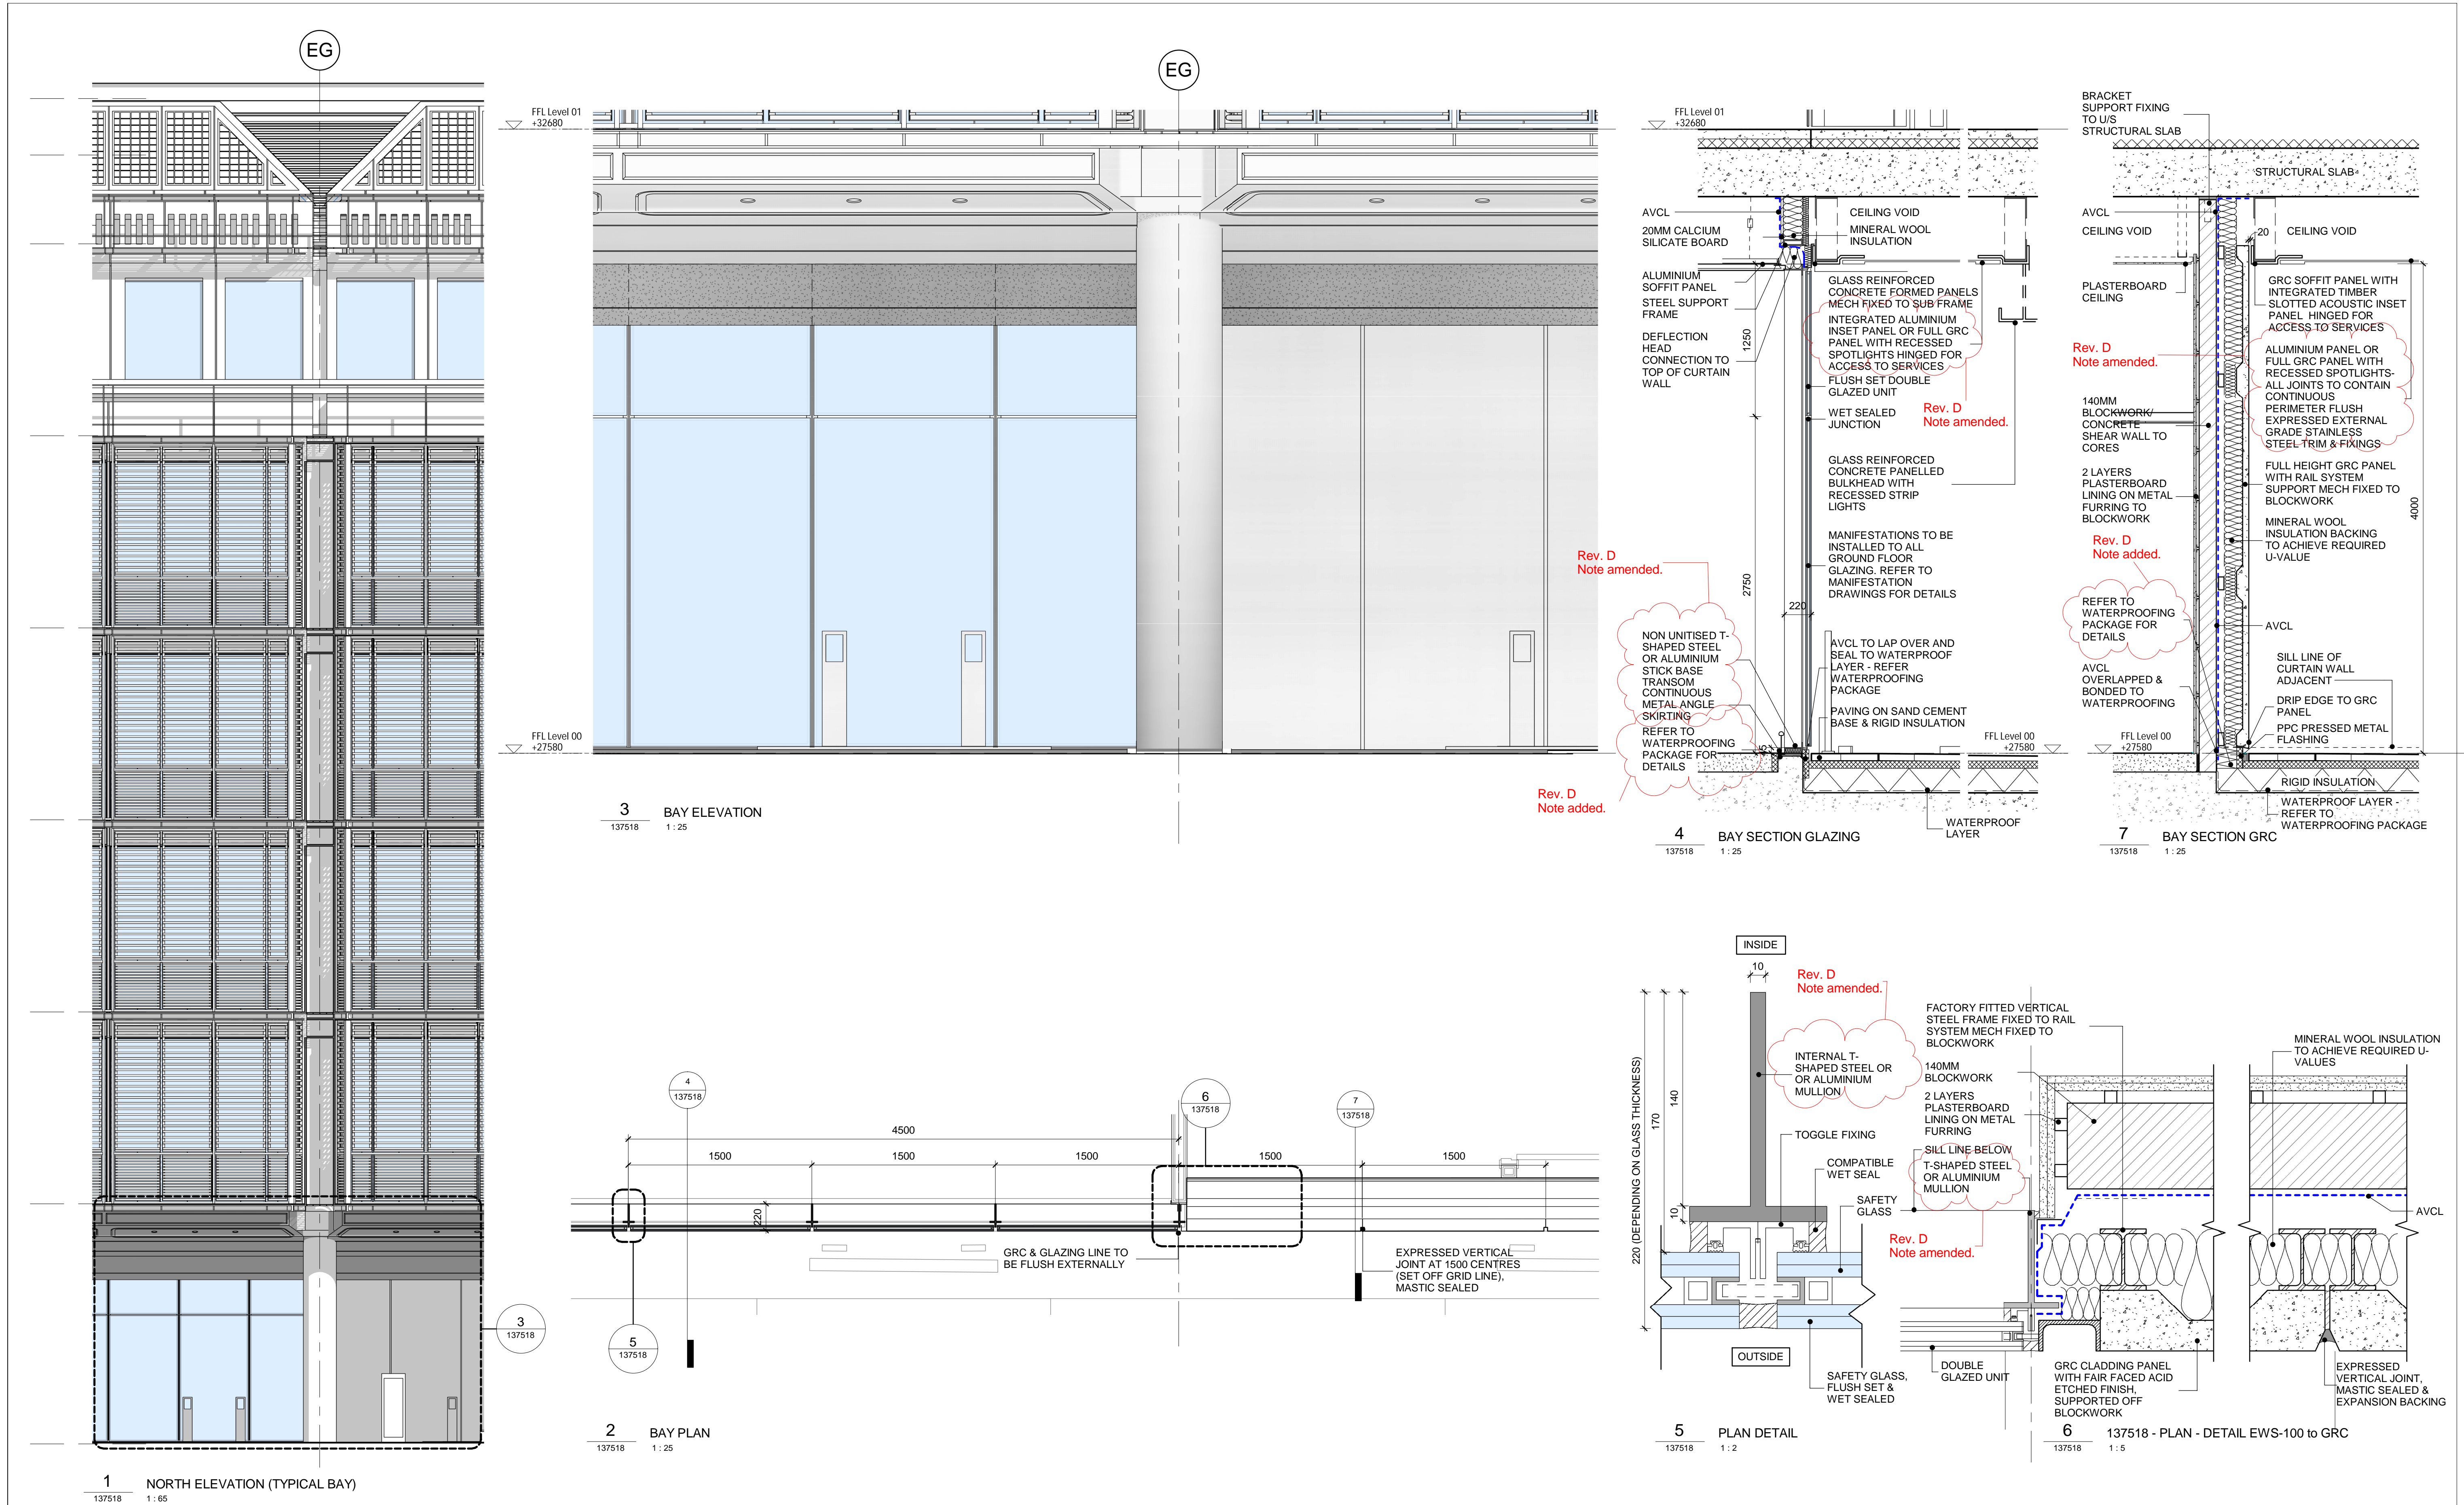 EG
1
137518
NORTH ELEVATION (TYPICAL BAY)
1 : 65
3
137518
EG
FFL Level 01
+32680
FFL Level 00
+27580
3
137518
BAY ELEVATION
1 : 25
4
137518
6
137518
7
137518
4500
1500
1500
1500
1500
1500
220
GRC & GLAZING LINE TO
BE FLUSH EXTERNALLY
EXPRESSED VERTICAL
JOINT AT 1500 CENTRES
(SET OFF GRID LINE),
MASTIC SEALED
5
137518
2
137518
BAY PLAN
1 : 25
FFL Level 01
+32680
AVCL
20MM CALCIUM
SILICATE BOARD
ALUMINIUM
SOFFIT PANEL
STEEL SUPPORT
FRAME
DEFLECTION
HEAD
CONNECTION TO
TOP OF CURTAIN
WALL
CEILING VOID
MINERAL WOOL
INSULATION
GLASS REINFORCED
CONCRETE FORMED PANELS
MECH FIXED TO SUB FRAME
INTEGRATED ALUMINIUM
INSET PANEL OR FULL GRC
PANEL WITH RECESSED
SPOTLIGHTS HINGED FOR
ACCESS TO SERVICES
FLUSH SET DOUBLE
GLAZED UNIT
WET SEALED
JUNCTION
Rev. D
Note amended.
GLASS REINFORCED
CONCRETE PANELLED
BULKHEAD WITH
RECESSED STRIP
LIGHTS
MANIFESTATIONS TO BE
INSTALLED TO ALL
GROUND FLOOR
GLAZING. REFER TO
MANIFESTATION
DRAWINGS FOR DETAILS
AVCL TO LAP OVER AND
SEAL TO WATERPROOF
LAYER - REFER
WATERPROOFING
PACKAGE
PAVING ON SAND CEMENT
BASE & RIGID INSULATION
1250
2750
220
45
Rev. D
Note amended.
NON UNITISED T-
SHAPED STEEL
OR ALUMINIUM
STICK BASE
TRANSOM
CONTINUOUS
METAL ANGLE
SKIRTING
REFER TO
WATERPROOFING
PACKAGE FOR
DETAILS
Rev. D
Note added.
FFL Level 00
+27580
WATERPROOF
LAYER
4
137518
BAY SECTION GLAZING
1 : 25
BRACKET
SUPPORT FIXING
TO U/S
STRUCTURAL SLAB
STRUCTURAL SLAB
AVCL
CEILING VOID
20
CEILING VOID
PLASTERBOARD
CEILING
Rev. D
Note amended.
140MM
BLOCKWORK/
CONCRETE
SHEAR WALL TO
CORES
2 LAYERS
PLASTERBOARD
LINING ON METAL
FURRING TO
BLOCKWORK
Rev. D
Note added.
REFER TO
WATERPROOFING
PACKAGE FOR
DETAILS
AVCL
OVERLAPPED &
BONDED TO
WATERPROOFING
FFL Level 00
+27580
GRC SOFFIT PANEL WITH
INTEGRATED TIMBER
SLOTTED ACOUSTIC INSET
PANEL HINGED FOR
ACCESS TO SERVICES
ALUMINIUM PANEL OR
FULL GRC PANEL WITH
RECESSED SPOTLIGHTS-
ALL JOINTS TO CONTAIN
CONTINUOUS
PERIMETER FLUSH
EXPRESSED EXTERNAL
GRADE STAINLESS
STEEL TRIM & FIXINGS
FULL HEIGHT GRC PANEL
WITH RAIL SYSTEM
SUPPORT MECH FIXED TO
BLOCKWORK
MINERAL WOOL
INSULATION BACKING
TO ACHIEVE REQUIRED
U-VALUE
4000
AVCL
SILL LINE OF
CURTAIN WALL
ADJACENT
DRIP EDGE TO GRC
PANEL
PPC PRESSED METAL
FLASHING
RIGID INSULATION
WATERPROOF LAYER -
REFER TO
WATERPROOFING PACKAGE
7
137518
BAY SECTION GRC
1 : 25
INSIDE
10
Rev. D
Note amended.
INTERNAL T-
SHAPED STEEL OR
OR ALUMINIUM
MULLION
TOGGLE FIXING
COMPATIBLE
WET SEAL
SAFETY
GLASS
220 (DEPENDING ON GLASS THICKNESS)
170
140
10
OUTSIDE
SAFETY GLASS,
FLUSH SET &
WET SEALED
5
137518
PLAN DETAIL
1 : 2
FACTORY FITTED VERTICAL
STEEL FRAME FIXED TO RAIL
SYSTEM MECH FIXED TO
BLOCKWORK
140MM
BLOCKWORK
2 LAYERS
PLASTERBOARD
LINING ON METAL
FURRING
SILL LINE BELOW
T-SHAPED STEEL
OR ALUMINIUM
MULLION
Rev. D
Note amended.
MINERAL WOOL INSULATION
TO ACHIEVE REQUIRED U-
VALUES
AVCL
DOUBLE
GLAZED UNIT
GRC CLADDING PANEL
WITH FAIR FACED ACID
ETCHED FINISH,
SUPPORTED OFF
BLOCKWORK
EXPRESSED
VERTICAL JOINT,
MASTIC SEALED &
EXPANSION BACKING
6
137518
137518 - PLAN - DETAIL EWS-100 to GRC
1 : 5